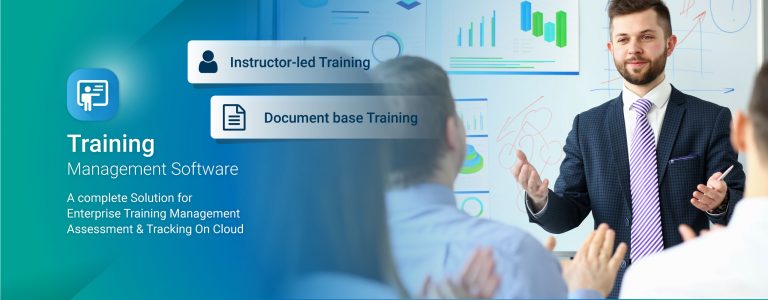 Instructor-led Training
Document base Training
Training
Management Software
A complete Solution for
Enterprise Training Management
Assessment & Tracking On Cloud